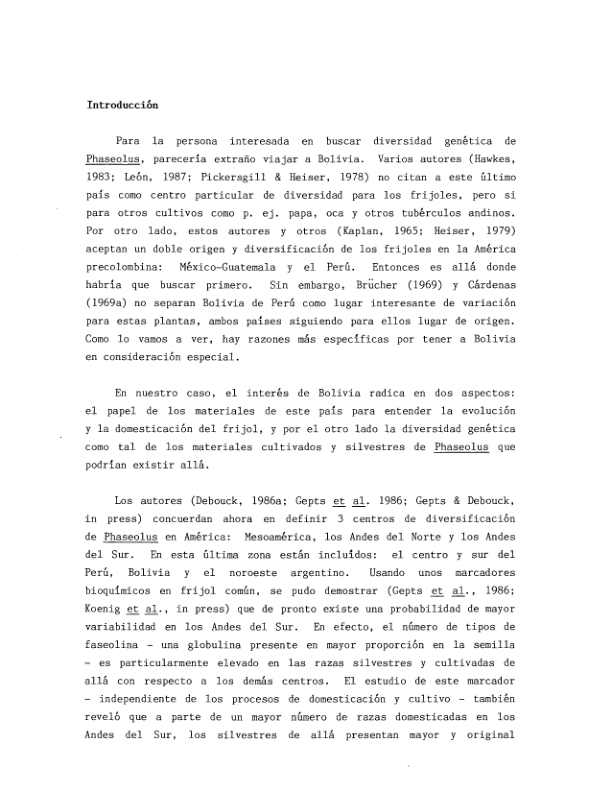 Introducción
Para la persona interesada en buscar diversidad genética de
Phaseolus, parecería extraño viajar a Bolivia. Varios autores (Hawkes,
1983; León, 1987; Pickersgill & Heiser, 1978) no citan a este último
país como centro particular de diversidad para los frijoles, pero si
para otros cultivos como p. ej. papa, oca y otros tubérculos andinos.
Por otro lado, estos autores y otros (Kaplan, 1965; Heiser, 1979)
aceptan un doble origen y diversificación de los frijoles en la América
precolombina: México-Guatemala y el Perú. Entonces es allá donde
habría que buscar primero. Sin embargo, Brücher (1969) y Cárdenas
(1969a) no separan Bolivia de Perú como lugar interesante de variación
para estas plantas, ambos países siguiendo para ellos lugar de origen.
Como lo vamos a ver, hay razones más específicas por tener a Bolivia
en consideración especial.
En nuestro caso, el interés de Bolivia radica en dos aspectos:
el papel de los materiales de este país para entender la evolución
y la domesticación del frijol, y por el otro lado la diversidad genética
como tal de los materiales cultivados y silvestres de Phaseolus que
podrían existir allá.
Los autores (Debouck, 1986a; Gepts et al. 1986; Gepts & Debouck,
in press) concuerdan ahora en definir 3 centros de diversificación
de Phaseolus en América: Mesoamérica, los Andes del Norte y los Andes
del Sur. En esta última zona están incluídos: el centro y sur del
Perú, Bolivia y el noroeste argentino. Usando unos marcadores
bioquímicos en frijol común, se pudo demostrar (Gepts et al., 1986;
Koenig et al., in press) que de pronto existe una probabilidad de mayor
variabilidad en los Andes del Sur. En efecto, el número de tipos de
faseolina - una globulina presente en mayor proporción en la semilla
- es particularmente elevado en las razas silvestres y cultivadas de
allá con respecto a los demás centros. El estudio de este marcador
- independiente de los procesos de domesticación y cultivo - también
reveló que a parte de un mayor número de razas domesticadas en los
Andes del Sur, los silvestres de allá presentan mayor y original